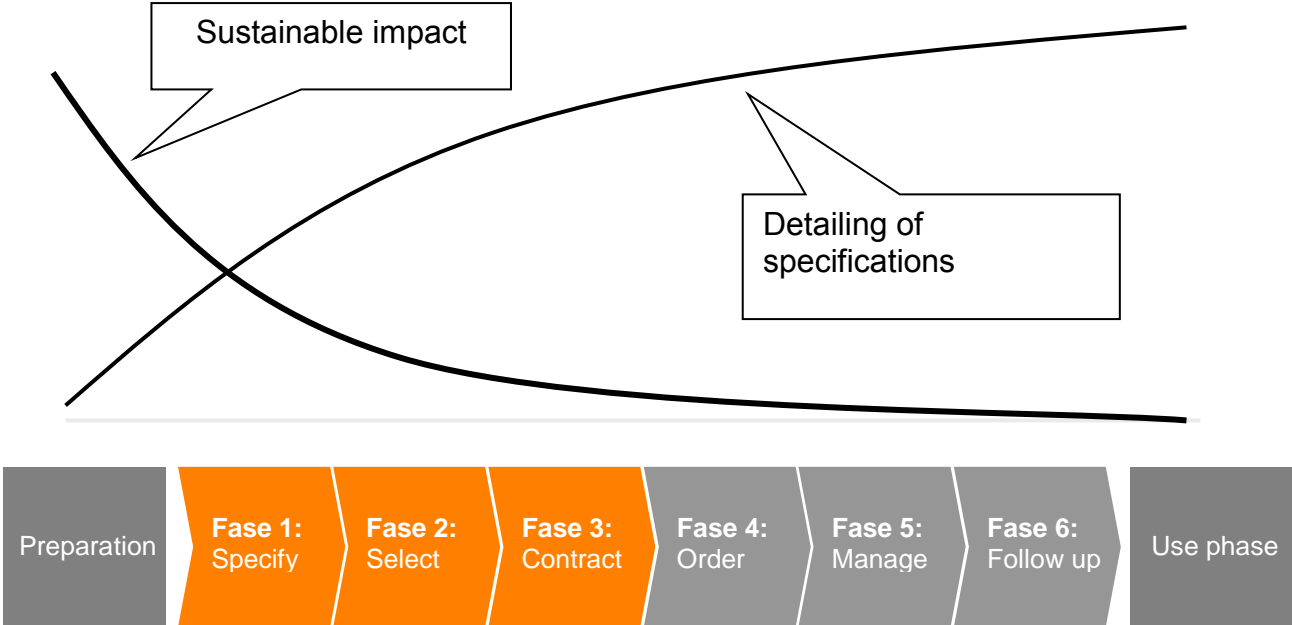 Sustainable impact
Detailing of
specifications
Preparation
Fase 1:
Specify
Fase 2:
Select
Fase 3:
Contract
Fase 4:
Order
Fase 5:
Manage
Fase 6:
Follow up
Use phase